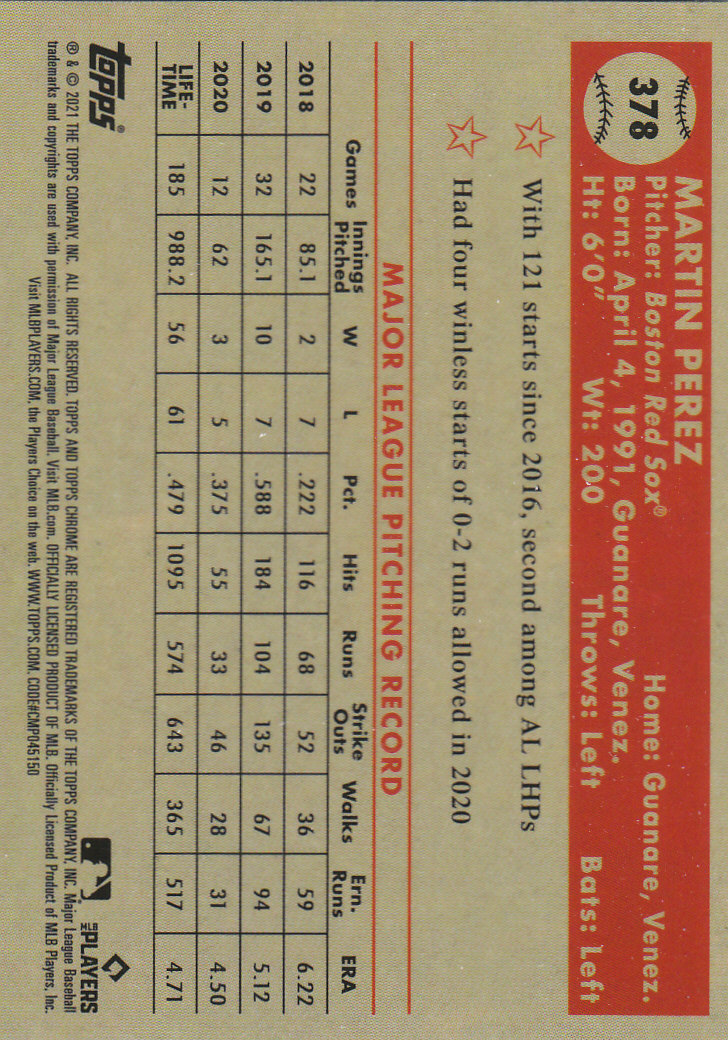 378
MARTIN PEREZ
Pitcher: Boston Red Sox® Home: Guanare, Venez.
Born: April 4, 1991, Guanare, Venez.
Ht: 6'0" Wt: 200 Throws: Left Bats: Left
With 121 starts since 2016, second among AL LHPs
Had four winless starts of 0-2 runs allowed in 2020
MAJOR LEAGUE PITCHING RECORD
Games Innings Pitched W L Pct. Hits Runs Strike Outs Walks Ern. Runs ERA
2018 22 85.1 2 7 .222 116 68 52 36 59 6.22
2019 32 165.1 10 7 .588 184 104 135 67 94 5.12
2020 12 62 3 5 .375 55 33 46 28 31 4.50
LIFE-TIME 185 988.2 56 61 .479 1095 574 643 365 517 4.71
topps®
MLB PLAYERS
® & © 2021 THE TOPPS COMPANY, INC. ALL RIGHTS RESERVED. TOPPS AND TOPPS CHROME ARE REGISTERED TRADEMARKS OF THE TOPPS COMPANY, INC. Major League Baseball
trademarks and copyrights are used with permission of Major League Baseball. Visit MLB.com. OFFICIALLY LICENSED PRODUCT OF MLB. Officially Licensed Product of MLB Players, Inc.
Visit MLBPLAYERS.COM, the Players Choice on the web. WWW.TOPPS.COM. CODE#CMP045150